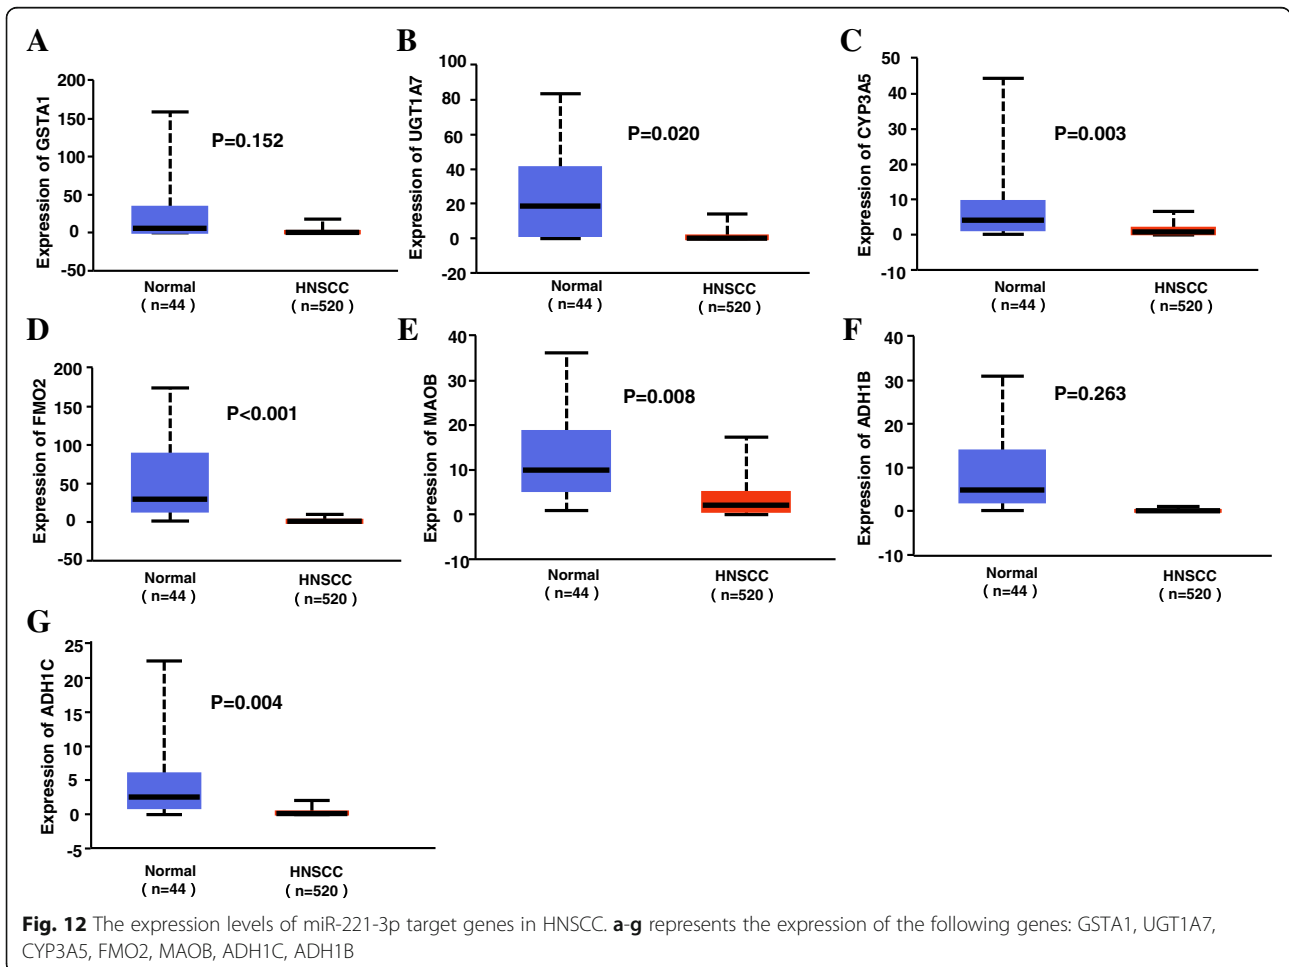 A
Expression of GSTA1
200
150
100
50
0
-50
P=0.152
Normal
( n=44 )
HNSCC
( n=520 )
B
Expression of UGT1A7
100
80
60
40
20
0
-20
P=0.020
Normal
( n=44 )
HNSCC
( n=520 )
C
Expression of CYP3A5
50
40
30
20
10
0
-10
P=0.003
Normal
( n=44 )
HNSCC
( n=520 )
D
Expression of FMO2
200
150
100
50
0
-50
P<0.001
Normal
( n=44 )
HNSCC
( n=520 )
E
Expression of MAOB
40
30
20
10
0
-10
P=0.008
Normal
( n=44 )
HNSCC
( n=520 )
F
Expression of ADH1B
40
30
20
10
0
-10
P=0.263
Normal
( n=44 )
HNSCC
( n=520 )
G
Expression of ADH1C
25
20
15
10
5
0
-5
P=0.004
Normal
( n=44 )
HNSCC
( n=520 )
Fig. 12 The expression levels of miR-221-3p target genes in HNSCC. a-g represents the expression of the following genes: GSTA1, UGT1A7,
CYP3A5, FMO2, MAOB, ADH1C, ADH1B